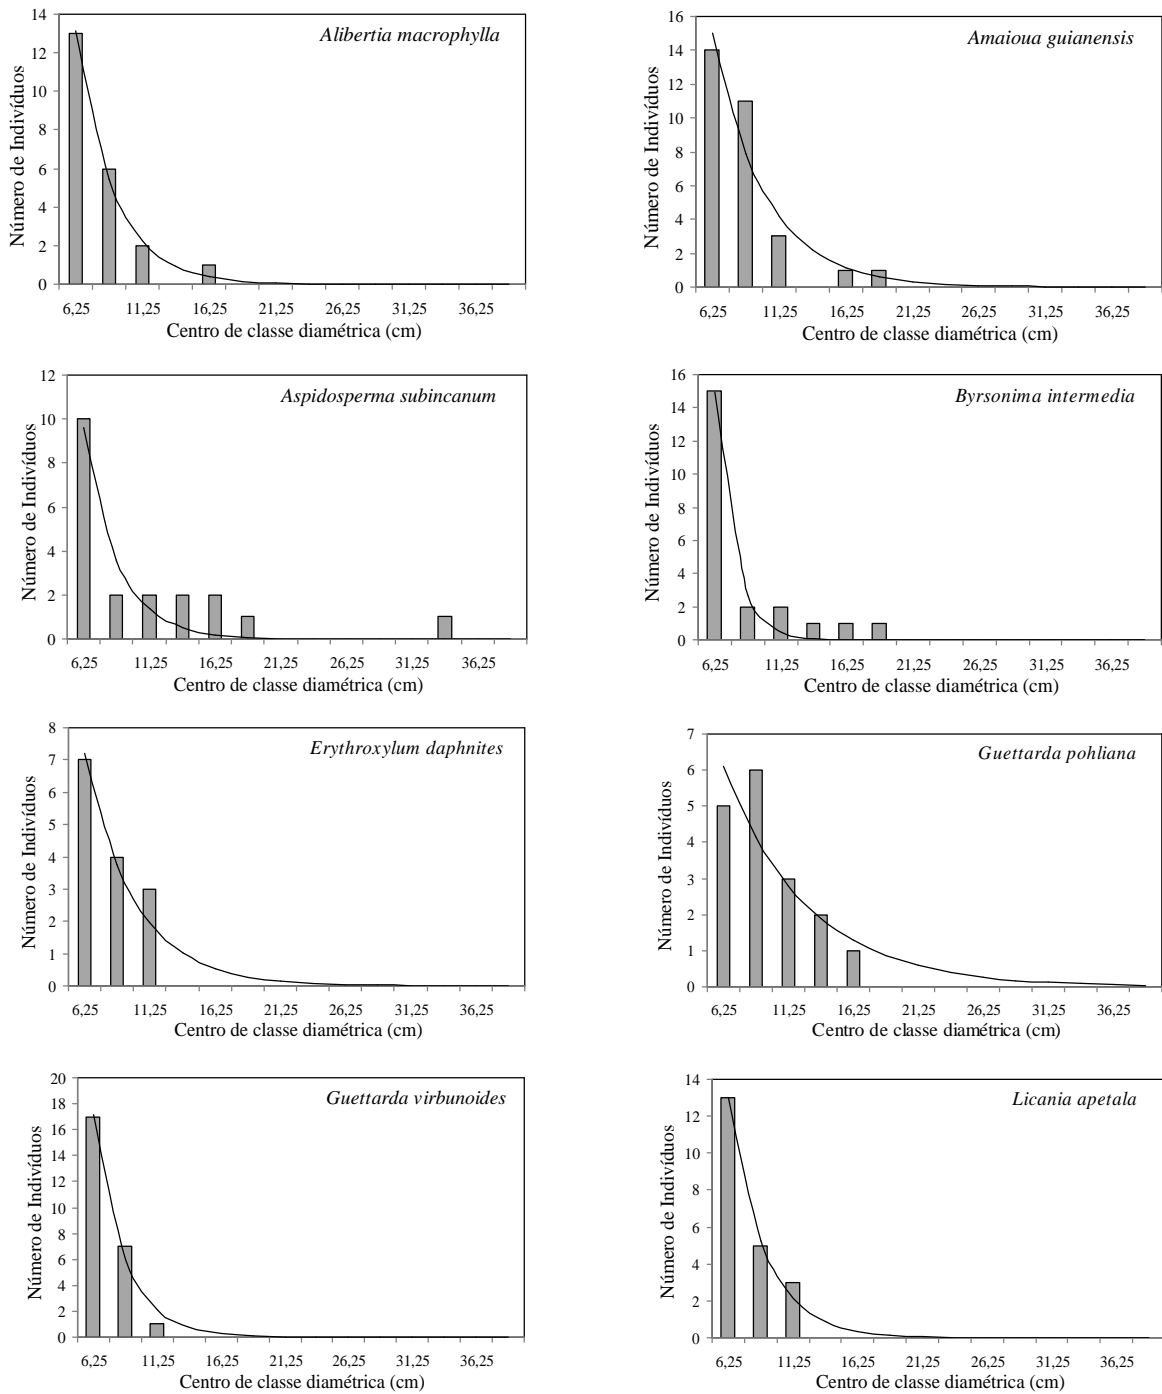 Alibertia macrophylla
Número de Indivíduos
14
12
10
8
6
4
2
0
6,25 11,25 16,25 21,25 26,25 31,25 36,25
Centro de classe diamétrica (cm)
Amaioua guianensis
Número de Indivíduos
16
14
12
10
8
6
4
2
0
6,25 11,25 16,25 21,25 26,25 31,25 36,25
Centro de classe diamétrica (cm)
Aspidosperma subincanum
Número de Indivíduos
12
10
8
6
4
2
0
6,25 11,25 16,25 21,25 26,25 31,25 36,25
Centro de classe diamétrica (cm)
Byrsonima intermedia
Número de Indivíduos
16
14
12
10
8
6
4
2
0
6,25 11,25 16,25 21,25 26,25 31,25 36,25
Centro de classe diamétrica (cm)
Erythroxylum daphnites
Número de Indivíduos
8
7
6
5
4
3
2
1
0
6,25 11,25 16,25 21,25 26,25 31,25 36,25
Centro de classe diamétrica (cm)
Guettarda pohliana
Número de Indivíduos
7
6
5
4
3
2
1
0
6,25 11,25 16,25 21,25 26,25 31,25 36,25
Centro de classe diamétrica (cm)
Guettarda virbunoides
Número de Indivíduos
20
18
16
14
12
10
8
6
4
2
0
6,25 11,25 16,25 21,25 26,25 31,25 36,25
Centro de classe diamétrica (cm)
Licania apetala
Número de Indivíduos
14
12
10
8
6
4
2
0
6,25 11,25 16,25 21,25 26,25 31,25 36,25
Centro de classe diamétrica (cm)